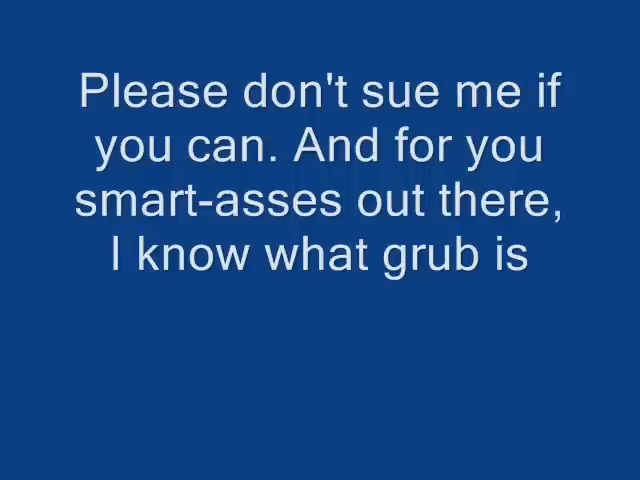 Please don't sue me if
you can. And for you
smart-asses out there,
I know what grub is